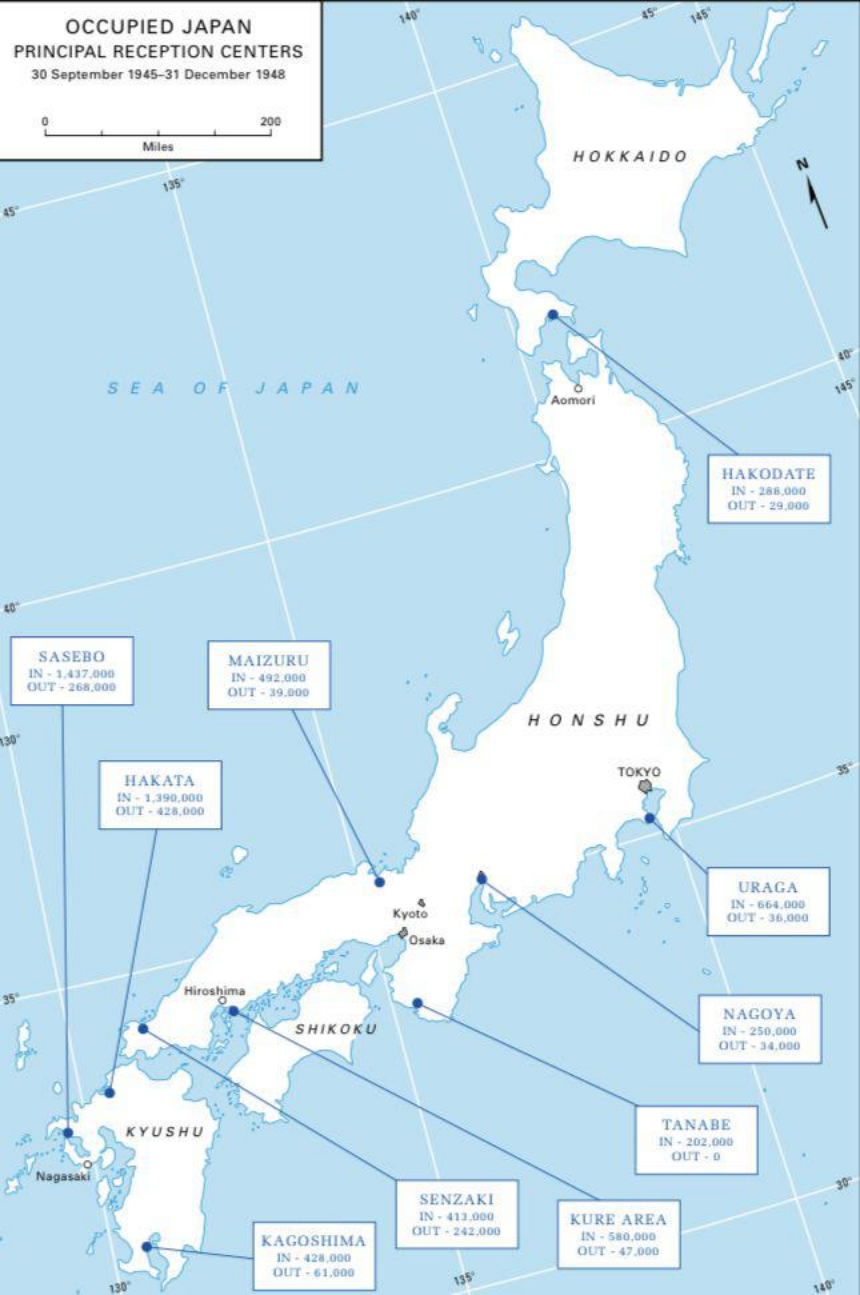 OCCUPIED JAPAN
PRINCIPAL RECEPTION CENTERS
30 September 1945–31 December 1948
0 200
Miles
140°
45°
145°
135°
45°
HOKKAIDO
N
SEA OF JAPAN
Aomori
40°
145°
HAKODATE
IN - 288,000
OUT - 29,000
40°
SASEBO
IN - 1,437,000
OUT - 268,000
MAIZURU
IN - 492,000
OUT - 39,000
HONSHU
130°
HAKATA
IN - 1,390,000
OUT - 428,000
TOKYO
35°
URAGA
IN - 664,000
OUT - 36,000
Kyoto
Osaka
35°
Hiroshima
SHIKOKU
NAGOYA
IN - 250,000
OUT - 34,000
KYUSHU
TANABE
IN - 202,000
OUT - 0
Nagasaki
30°
SENZAKI
IN - 413,000
OUT - 242,000
KURE AREA
IN - 580,000
OUT - 47,000
KAGOSHIMA
IN - 428,000
OUT - 61,000
130°
135°
140°